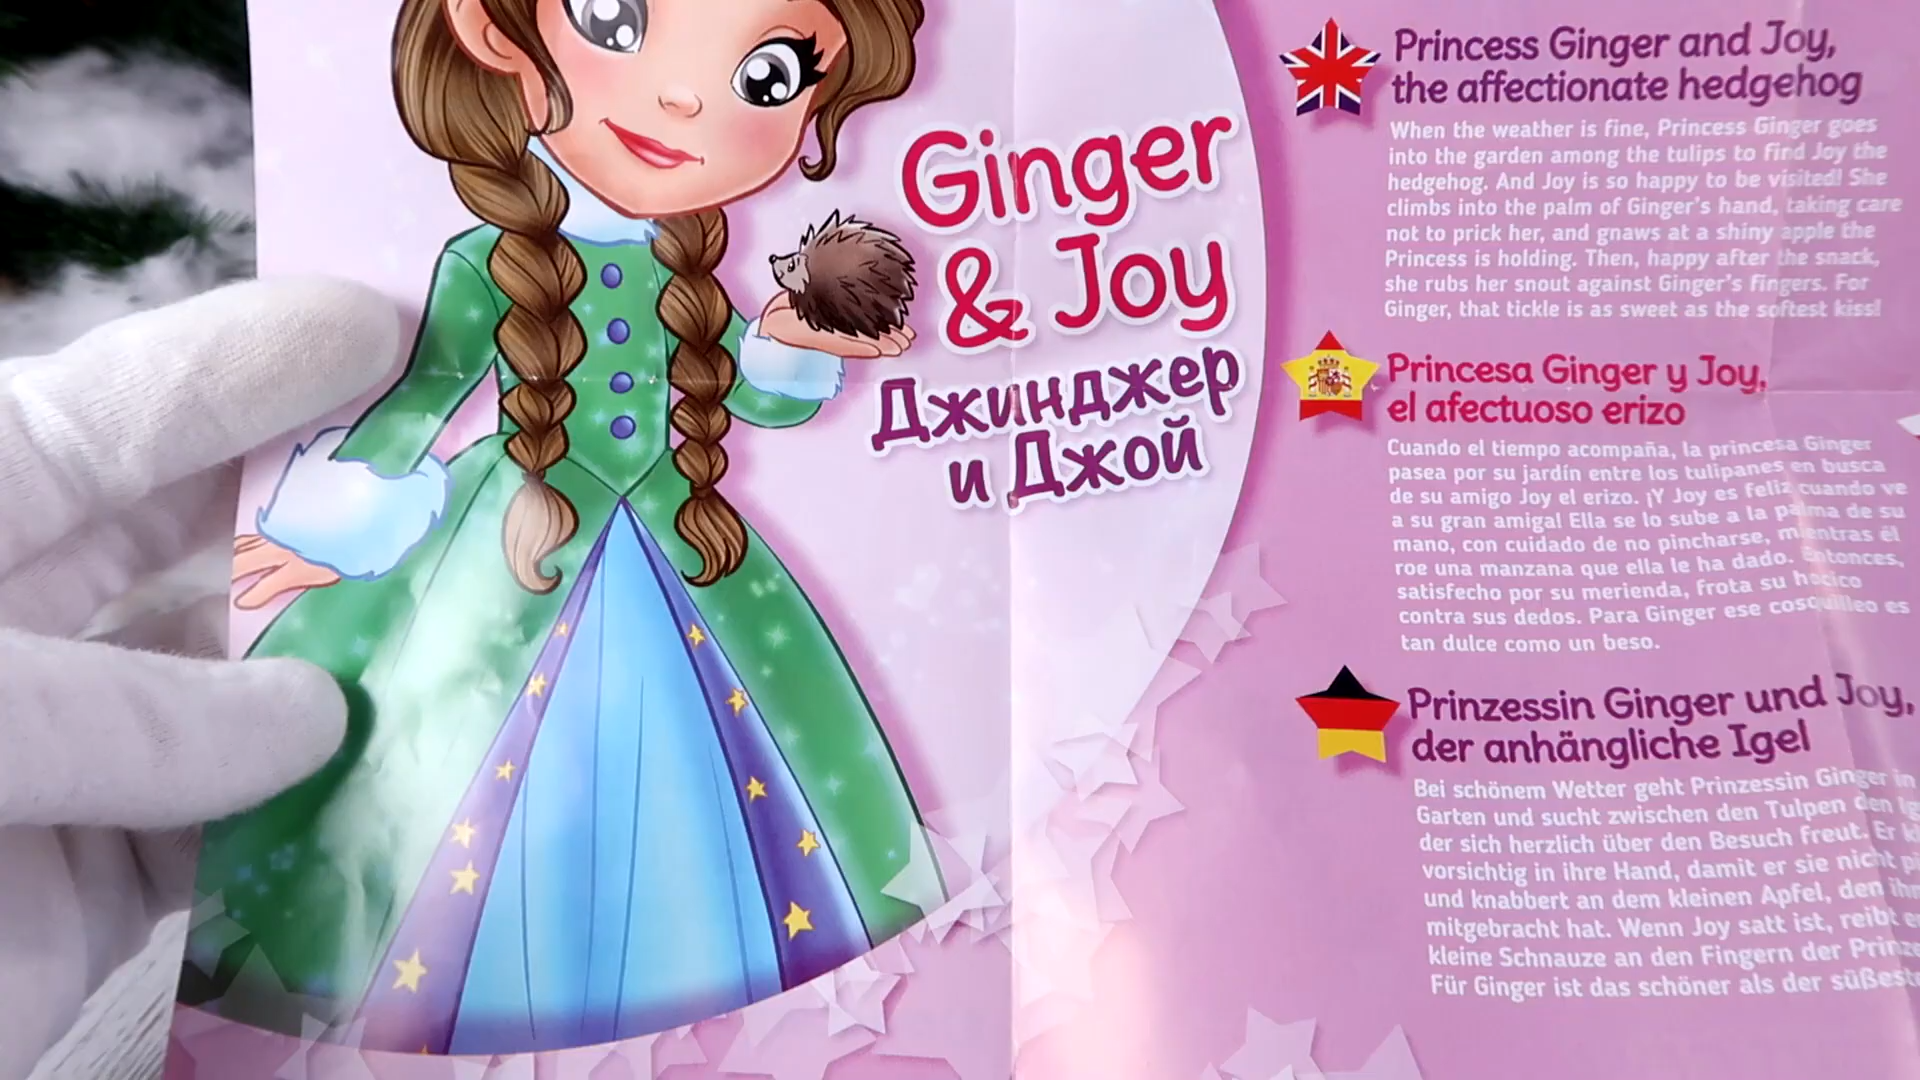 Ginger
& Joy
Джинджер
и Джой
Princess Ginger and Joy,
the affectionate hedgehog
When the weather is fine, Princess Ginger goes
into the garden among the tulips to find Joy the
hedgehog. And Joy is so happy to be visited! She
climbs into the palm of Ginger's hand, taking care
not to prick her, and gnaws at a shiny apple the
Princess is holding. Then, happy after the snack,
she rubs her snout against Ginger's fingers. For
Ginger, that tickle is as sweet as the softest kiss!
Princesa Ginger y Joy,
el afectuoso erizo
Cuando el tiempo acompaña, la princesa Ginger
pasea por su jardín entre los tulipanes en busca
de su amigo Joy el erizo. ¡Y Joy es feliz cuando ve
a su gran amiga! Ella se lo sube a la palma de su
mano, con cuidado de no pincharse, mientras él
roe una manzana que ella le ha dado. Entonces,
satisfecho por su merienda, frota su hocico
contra sus dedos. Para Ginger ese cosquilleo es
tan dulce como un beso.
Prinzessin Ginger und Joy,
der anhängliche Igel
Bei schönem Wetter geht Prinzessin Ginger in
Garten und sucht zwischen den Tulpen den
der sich herzlich über den Besuch freut. Er
vorsichtig in ihre Hand, damit er sie nicht
und knabbert an dem kleinen Apfel, den
mitgebracht hat. Wenn Joy satt ist, reibt
kleine Schnauze an den Fingern der
Für Ginger ist das schöner als der